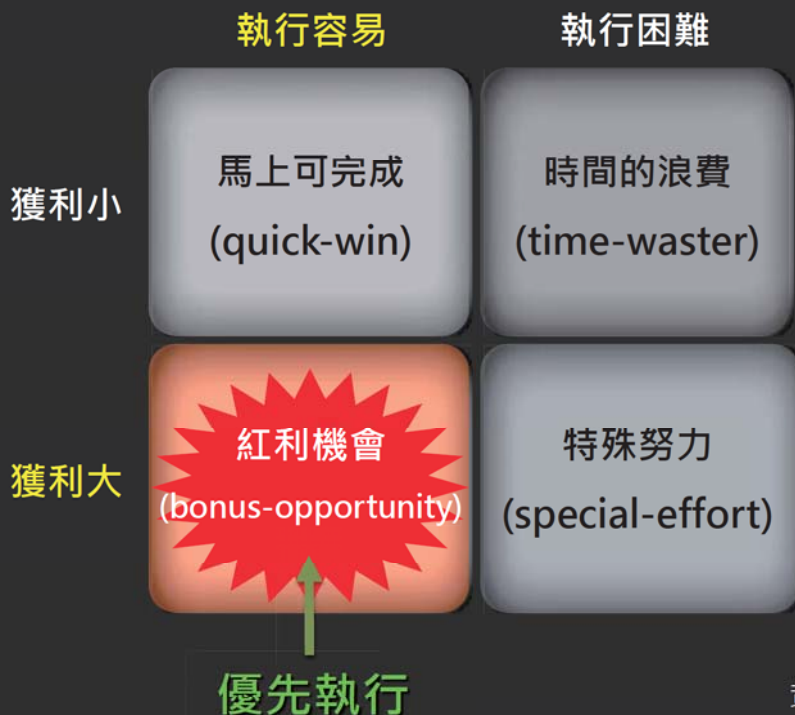 執行容易
執行困難
獲利小
馬上可完成
(quick-win)
時間的浪費
(time-waster)
獲利大
紅利機會
(bonus-opportunity)
特殊努力
(special-effort)
優先執行